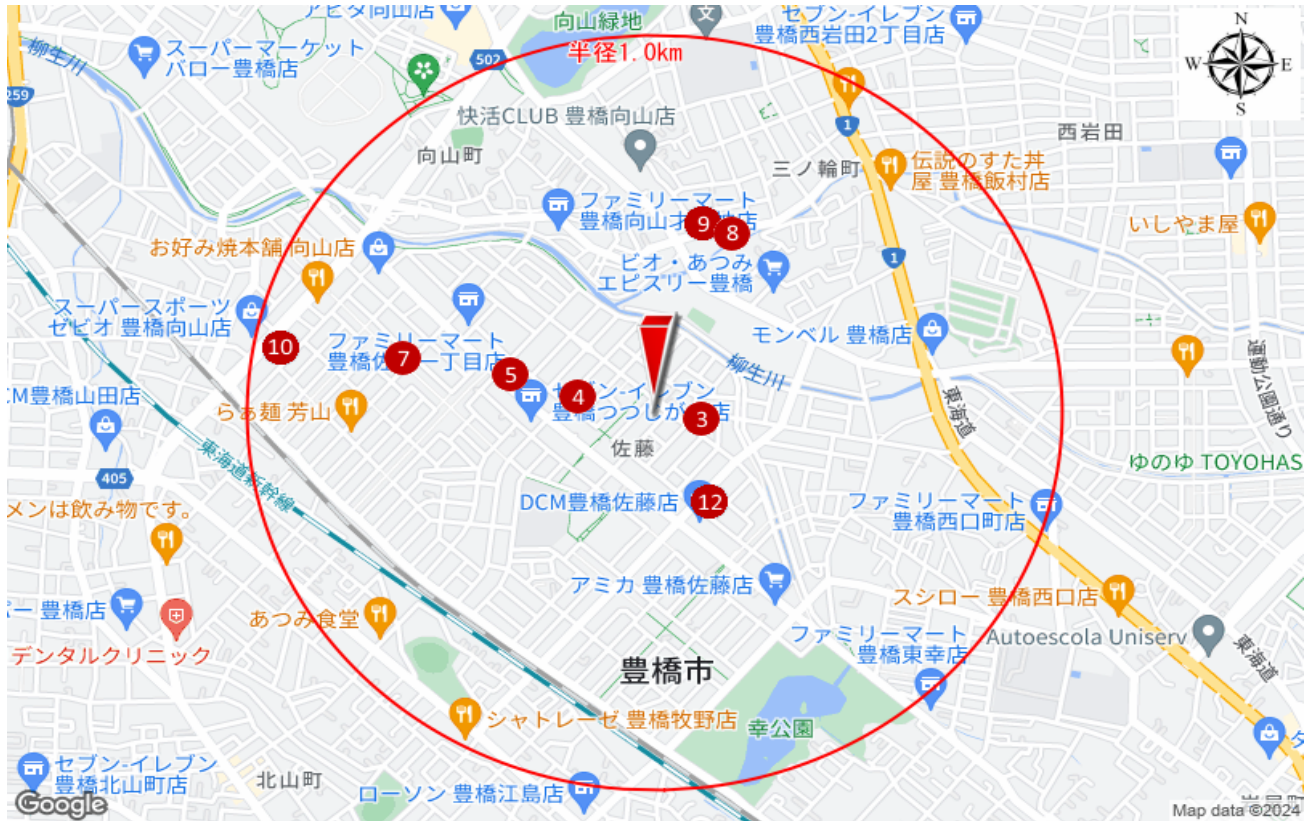 アピタ向山店
向山緑地
文
セブン-イレブン
豊橋西岩田2丁目店
N
W
E
S
柳生川
スーパーマーケット
バロー豊橋店
502
半径1.0km
259
快活CLUB 豊橋向山店
1
西岩田
向山町
三ノ輪町
伝説のすた丼
屋 豊橋飯村店
ファミリーマート
9
8
いしやま屋
お好み焼本舗 向山店
ビオ・あつみ
エピスリー豊橋
1
スーパースポーツ
ゼビオ 豊橋向山店
10
ファミリーマート
7
モンベル 豊橋店
運動公園通り
5
柳生川
4
3
CM豊橋山田店
らぁ麺 芳山
東海道
佐藤
東海道新幹線
405
ゆのゆ TOYOHAS
DCM豊橋佐藤店
12
ファミリーマート
豊橋西口町店
メンは飲み物です。
アミカ 豊橋佐藤店
スシロー 豊橋西口店
パー 豊橋店
あつみ食堂
ファミリーマート
豊橋東幸店
Autoescola Uniserv
東海道
デンタルクリニック
豊橋市
シャトレーゼ 豊橋牧野店
幸公園
セブン-イレブン
豊橋北山町店
北山町
ローソン 豊橋江島店
Google
Map data ©2024